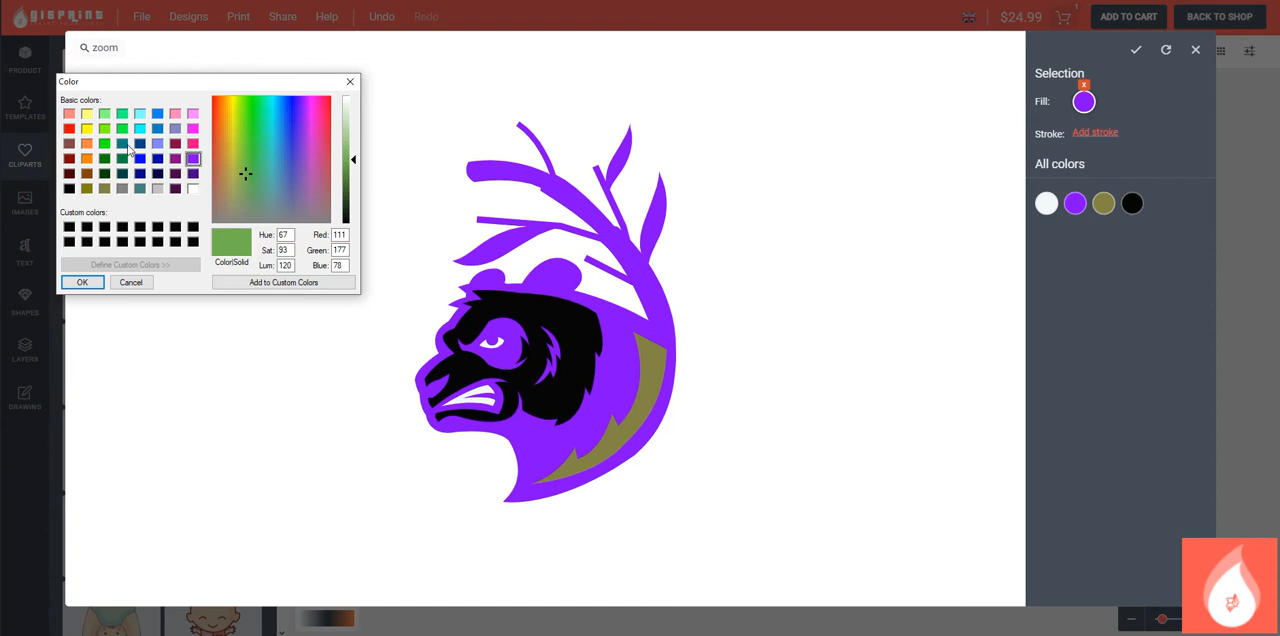 GIGPRINT
File Designs Print Share Help Undo Redo
$24.99 1
ADD TO CART
BACK TO SHOP
PRODUCT
TEMPLATES
CLIPARTS
IMAGES
TEXT
SHAPES
LAYERS
DRAWINGS
zoom
Color
Basic colors:
Custom colors:
Define Custom Colors >>
OK Cancel
Hue: 67 Red: 111
Sat: 93 Green: 177
Color|Solid Lum: 120 Blue: 78
Add to Custom Colors
Selection
x
Fill:
Stroke: Add stroke
All colors